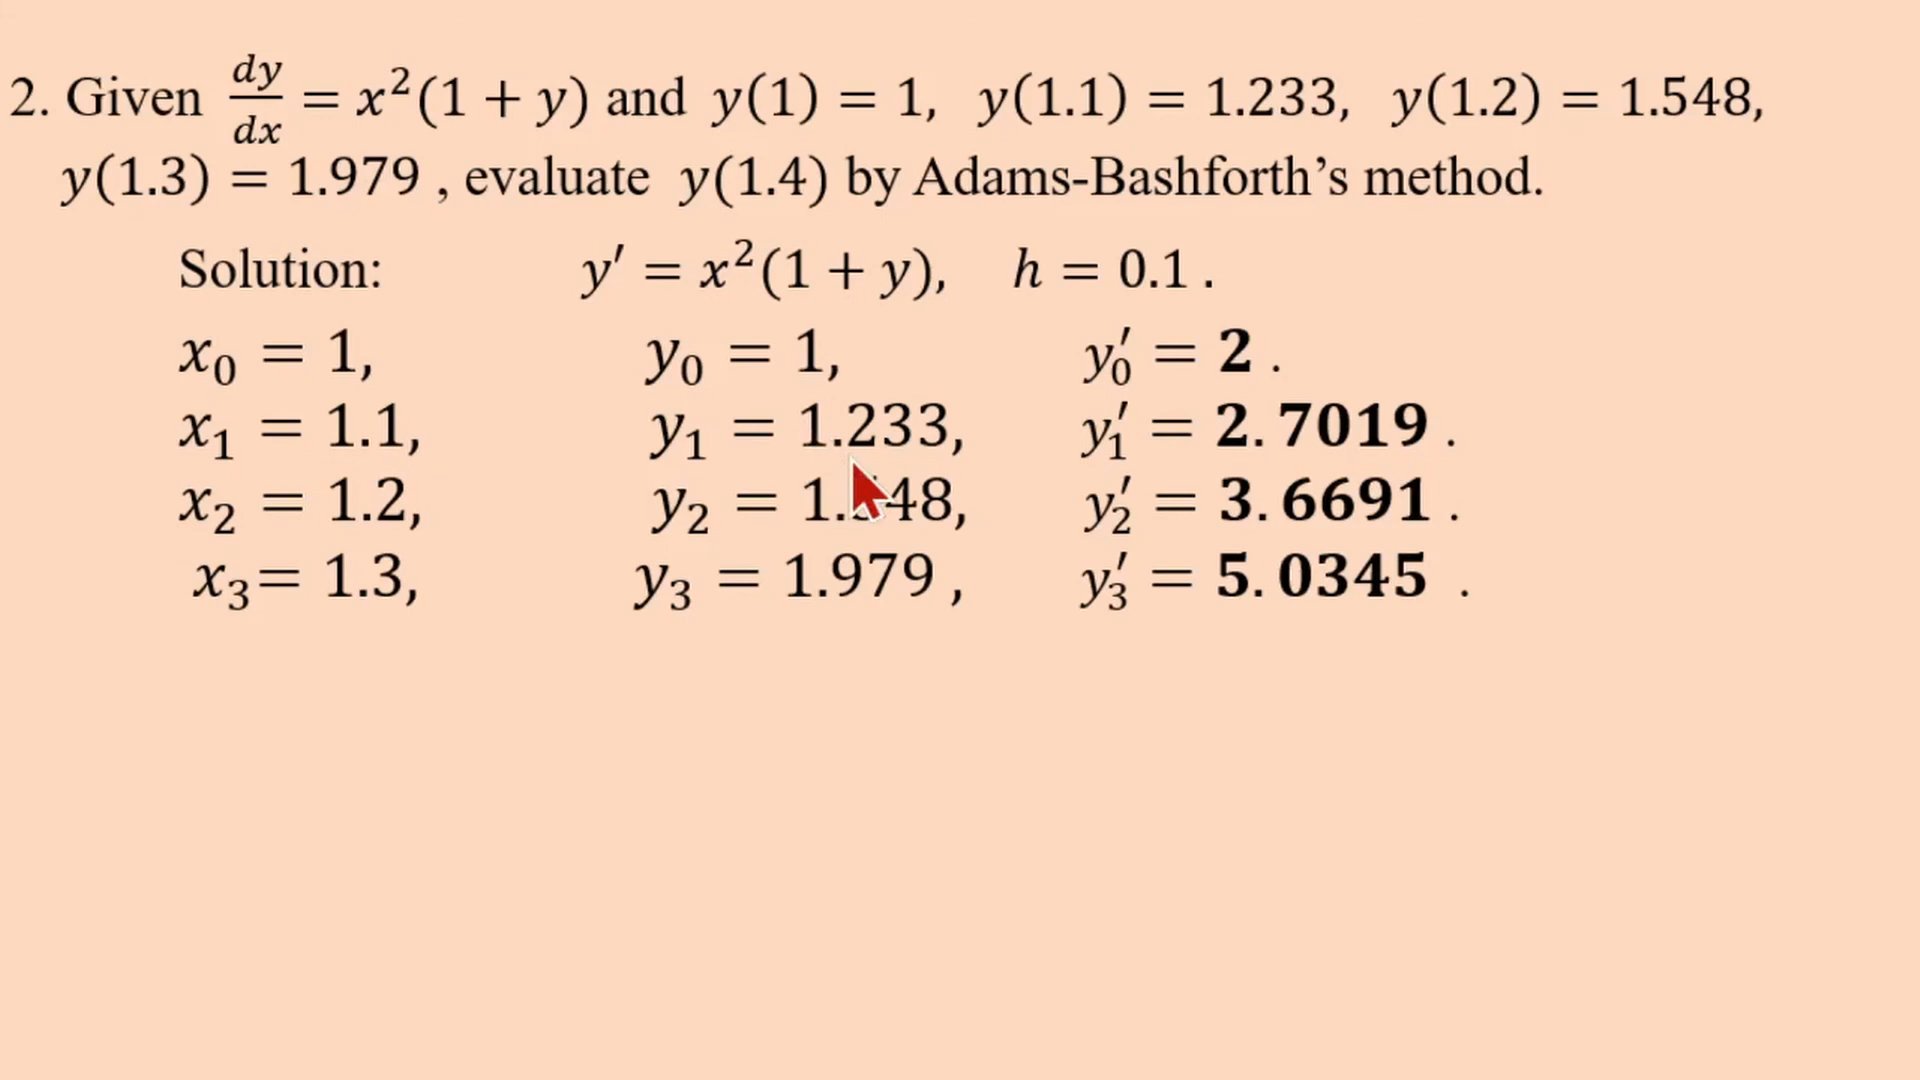 2. Given dy/dx = x²(1 + y) and y(1) = 1, y(1.1) = 1.233, y(1.2) = 1.548,
y(1.3) = 1.979 , evaluate y(1.4) by Adams-Bashforth’s method.
Solution: y′ = x²(1 + y), h = 0.1 .
x₀ = 1, y₀ = 1, y₀′ = 2 .
x₁ = 1.1, y₁ = 1.233, y₁′ = 2.7019 .
x₂ = 1.2, y₂ = 1. 48, y₂′ = 3.6691 .
x₃= 1.3, y₃ = 1.979 , y₃′ = 5.0345 .